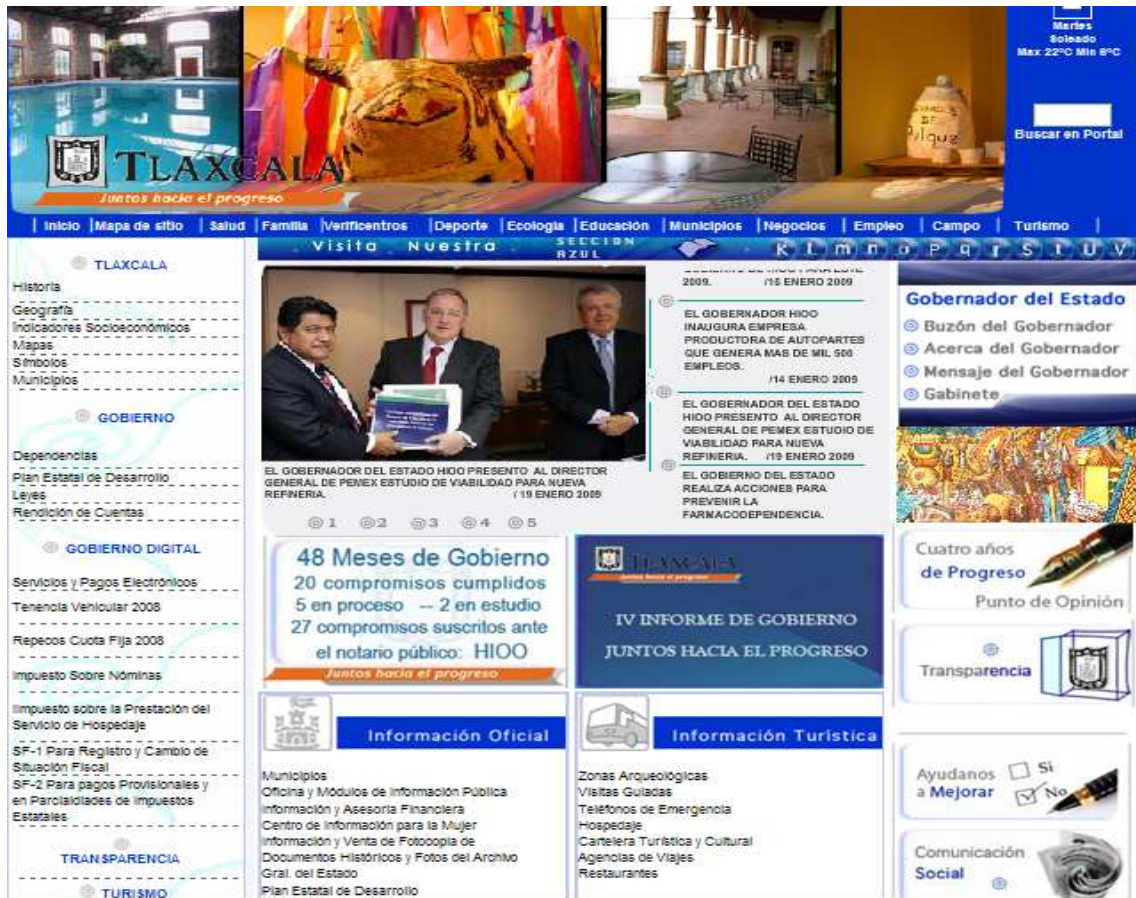 Martes
Soleado
Max 22ºC Min 6ºC
Buscar en Portal
TLAXCALA
Juntos hacia el progreso
Inicio | Mapa de sitio | Salud | Familia | Verificentros | Deporte | Ecología | Educación | Municipios | Negocios | Empleo | Campo | Turismo |
Visita Nuestra SECCION AZUL K L m n o P q r S t U V
TLAXCALA
Historia
Geografía
Indicadores Socioeconómicos
Mapas
Símbolos
Municipios
GOBIERNO
Dependencias
Plan Estatal de Desarrollo
Leyes
Rendición de Cuentas
GOBIERNO DIGITAL
Servicios y Pagos Electrónicos
Tenencia Vehicular 2008
Repecos Cuota Fija 2008
Impuesto Sobre Nóminas
Iimpuesto sobre la Prestación del
Servicio de Hospedaje
SF-1 Para Registro y Cambio de
Situación Fiscal
SF-2 Para pagos Provisionales y
en Parcialidades de Impuestos
Estatales
TRANSPARENCIA
TURISMO
EL GOBERNADOR DEL ESTADO HIOO PRESENTO AL DIRECTOR
GENERAL DE PEMEX ESTUDIO DE VIABILIDAD PARA NUEVA
REFINERIA. / 19 ENERO 2009
1 2 3 4 5
2009. /15 ENERO 2009
EL GOBERNADOR HIOO
INAUGURA EMPRESA
PRODUCTORA DE AUTOPARTES
QUE GENERA MAS DE MIL 500
EMPLEOS.
/14 ENERO 2009
EL GOBERNADOR DEL ESTADO
HIOO PRESENTO AL DIRECTOR
GENERAL DE PEMEX ESTUDIO DE
VIABILIDAD PARA NUEVA
REFINERIA. /19 ENERO 2009
EL GOBIERNO DEL ESTADO
REALIZA ACCIONES PARA
PREVENIR LA
FARMACODEPENDENCIA.
48 Meses de Gobierno
20 compromisos cumplidos
5 en proceso -- 2 en estudio
27 compromisos suscritos ante
el notario público: HIOO
Juntos hacia el progreso
TLAXCALA
Juntos hacia el progreso
IV INFORME DE GOBIERNO
JUNTOS HACIA EL PROGRESO
Información Oficial
Municipios
Oficina y Módulos de Información Pública
Información y Asesoría Financiera
Centro de Información para la Mujer
Información y Venta de Fotocopia de
Documentos Históricos y Fotos del Archivo
Gral. del Estado
Plan Estatal de Desarrollo
Información Turística
Zonas Arqueológicas
Visitas Guiadas
Teléfonos de Emergencia
Hospedaje
Cartelera Turística y Cultural
Agencias de Viajes
Restaurantes
Gobernador del Estado
Buzón del Gobernador
Acerca del Gobernador
Mensaje del Gobernador
Gabinete
Cuatro años
de Progreso
Punto de Opinión
Transparencia
Ayudanos
a Mejorar
Si
No
Comunicación
Social